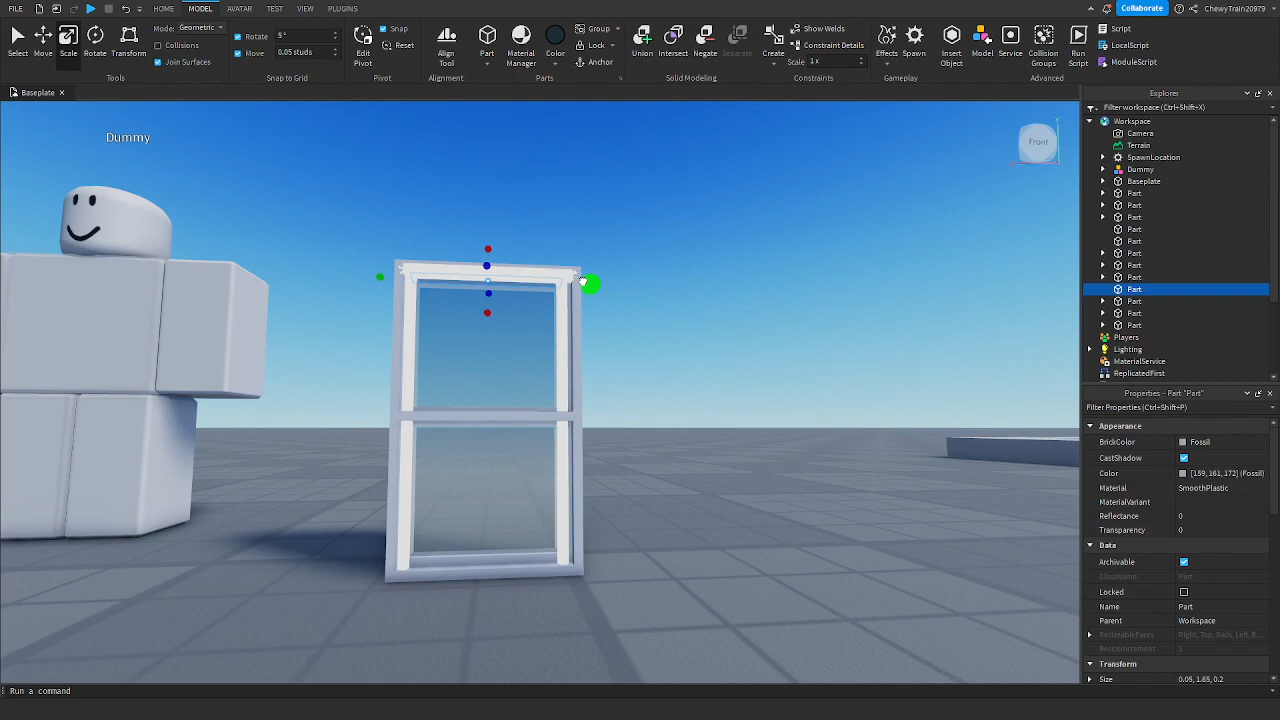 FILE HOME MODEL AVATAR TEST VIEW PLUGINS Collaborate ChewyTrain20979
Select Move Scale Rotate Transform
Mode: Geometric
Collisions
Join Surfaces
Tools
Rotate 5°
Move 0.05 studs
Snap to Grid
Edit Pivot
Snap
Reset
Pivot
Align Tool
Alignment
Part Material Manager Color
Group
Lock
Anchor
Parts
Union Intersect Negate Separate
Solid Modeling
Create
Show Welds
Constraint Details
Scale 1x
Constraints
Effects Spawn
Gameplay
Insert Object Model Service Collision Groups Run Script
Script
LocalScript
ModuleScript
Advanced
Baseplate
Dummy
Front
Y
Explorer
Filter workspace (Ctrl+Shift+X)
Workspace
Camera
Terrain
SpawnLocation
Dummy
Baseplate
Part
Part
Part
Part
Part
Part
Part
Part
Part
Part
Part
Part
Players
Lighting
MaterialService
ReplicatedFirst
Properties - Part "Part"
Filter Properties (Ctrl+Shift+P)
Appearance
BrickColor Fossil
CastShadow
Color [159, 161, 172] (Fossil)
Material SmoothPlastic
MaterialVariant
Reflectance 0
Transparency 0
Data
Archivable
ClassName Part
Locked
Name Part
Parent Workspace
ResizeableFaces Right, Top, Back, Left, B...
ResizeIncrement 1
Transform
Size 0.05, 1.65, 0.2
Run a command